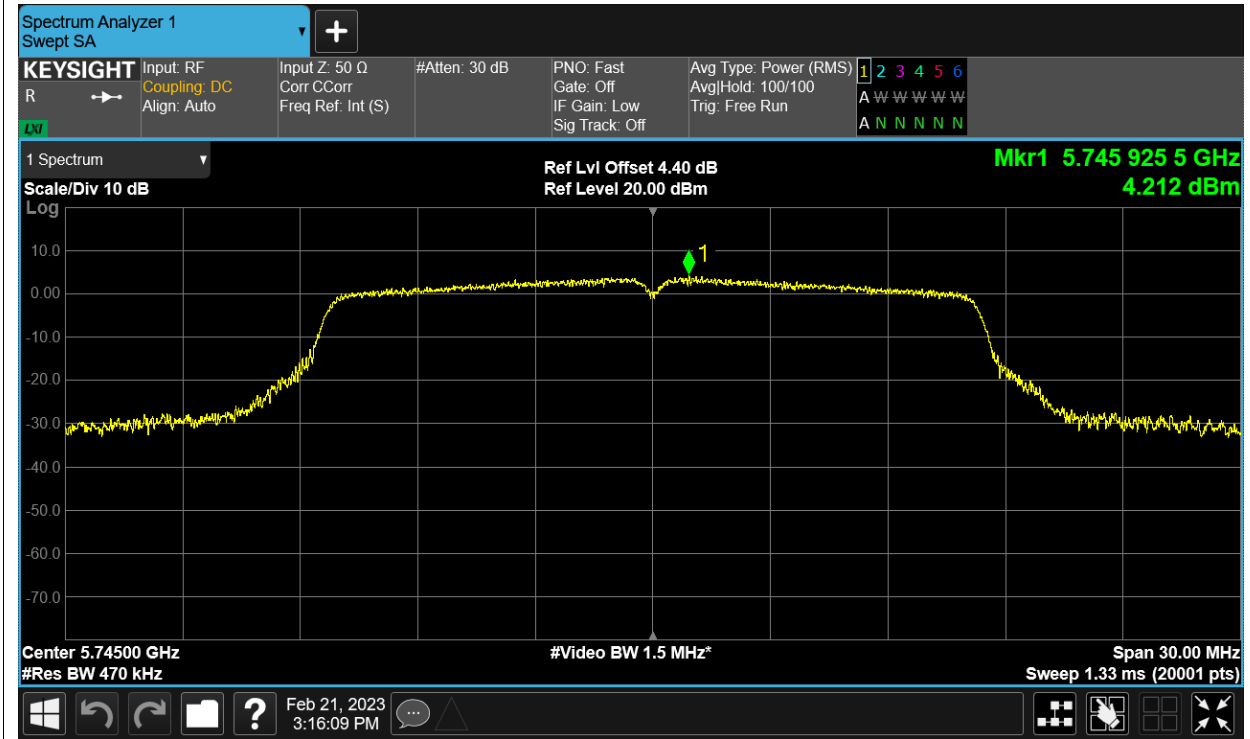 Spectrum Analyzer 1
Swept SA
+
KEYSIGHT
R
LXI
Input: RF
Coupling: DC
Align: Auto
Input Z: 50 Ω
Corr CCorr
Freq Ref: Int (S)
#Atten: 30 dB
PNO: Fast
Gate: Off
IF Gain: Low
Sig Track: Off
Avg Type: Power (RMS)
Avg|Hold: 100/100
Trig: Free Run
1 2 3 4 5 6
A W W W W W
A N N N N N
1 Spectrum
Scale/Div 10 dB
Log
Ref Lvl Offset 4.40 dB
Ref Level 20.00 dBm
Mkr1 5.745 925 5 GHz
4.212 dBm
1
10.0
0.00
-10.0
-20.0
-30.0
-40.0
-50.0
-60.0
-70.0
Center 5.74500 GHz
#Res BW 470 kHz
#Video BW 1.5 MHz*
Span 30.00 MHz
Sweep 1.33 ms (20001 pts)
?
Feb 21, 2023
3:16:09 PM